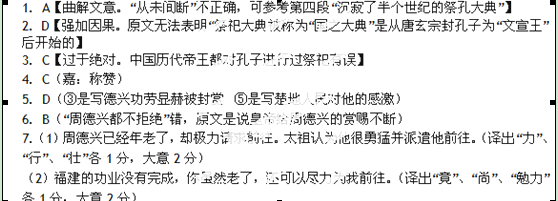 1. A【曲解文意。“从未间断”不正确，可参考第四段“沉寂了半个世纪的祭孔大典”】
2. D【强加因果。原文无法表明“祭祀大典被称为“国之大典”是从唐玄宗封孔子为“文宣王”
后开始的】
3. C【过于绝对。中国历代帝王都对孔子进行过祭祀有误】
4. C（嘉：称赞）
5. D（③是写德兴功劳显赫被封赏 ⑤是写楚地人民对他的感激）
6. B（“周德兴都不拒绝”错，原文是说皇帝给周德兴的赏赐不断）
7.（1）周德兴已经年老了，却极力请求前往。太祖认为他很勇猛并派遣他前往。（译出“力”、
“行”、“壮”各 1 分，大意 2 分）
（2）福建的功业没有完成，你虽然老了，还可以尽力为我前往。（译出“竟”、“尚”、“勉力”
各 1 分，大意 2 分）